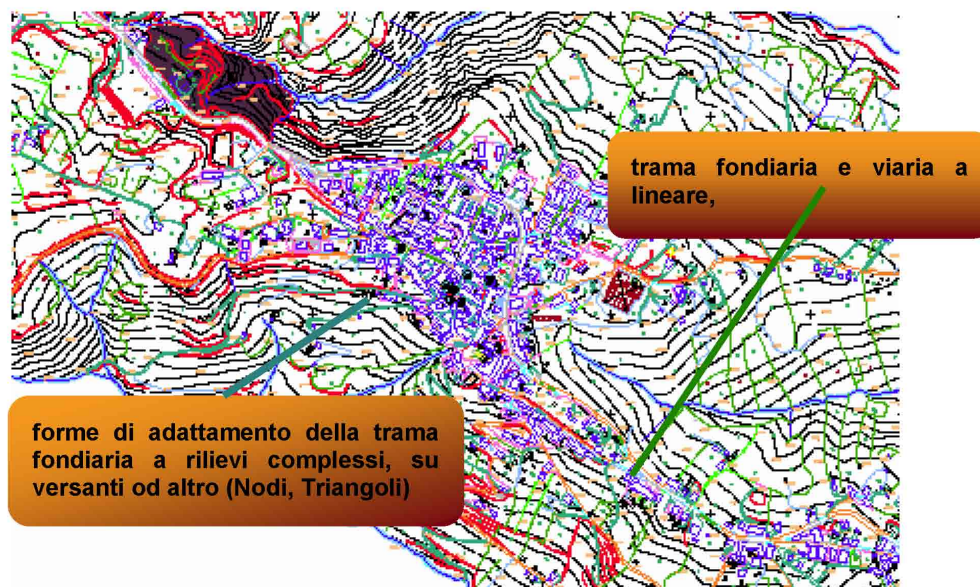 trama fondiaria e viaria a
lineare,
forme di adattamento della trama
fondiaria a rilievi complessi, su
versanti od altro (Nodi, Triangoli)